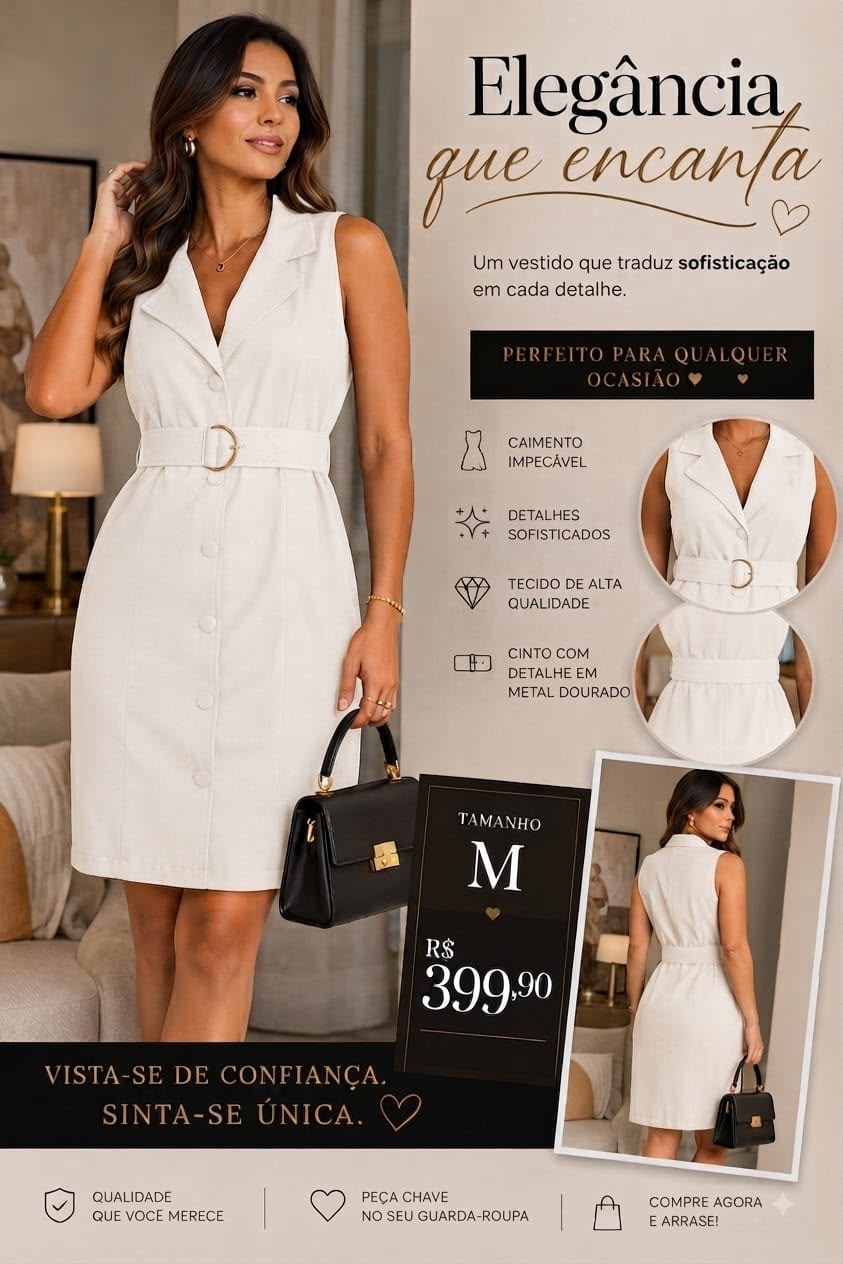 Elegância
que encanta
Um vestido que traduz sofisticação
em cada detalhe.
PERFEITO PARA QUALQUER
OCASIÃO
CAIMENTO
IMPECÁVEL
DETALHES
SOFISTICADOS
TECIDO DE ALTA
QUALIDADE
CINTO COM
DETALHE EM
METAL DOURADO
TAMANHO
M
R$
399,90
VISTA-SE DE CONFIANÇA.
SINTA-SE ÚNICA.
QUALIDADE
QUE VOCÊ MERECE
PEÇA CHAVE
NO SEU GUARDA-ROUPA
COMPRE AGORA
E ARRASE!